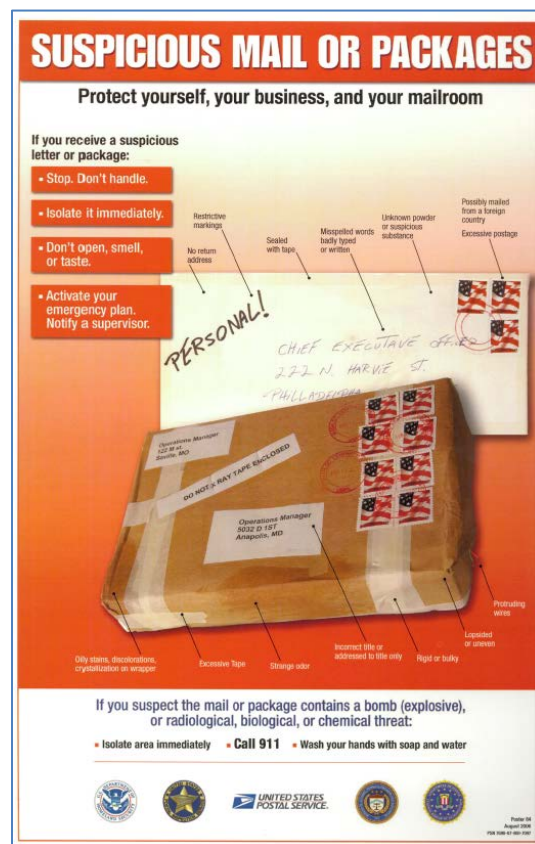 SUSPICIOUS MAIL OR PACKAGES
Protect yourself, your business, and your mailroom
If you receive a suspicious
letter or package:
▪ Stop. Don't handle.
▪ Isolate it immediately.
▪ Don't open, smell,
or taste.
▪ Activate your
emergency plan.
Notify a supervisor.
No return
address
Restrictive
markings
Sealed
with tape
Misspelled words
badly typed
or written
Unknown powder
or suspicious
substance
Possibly mailed
from a foreign
country
Excessive postage
PERSONAL!
CHIEF EXECUTAVE
222 N. HARVIE ST.
Operations Manager
122 M st.
Seville, MD
DO NOT x RAY TAPE ENCLOSED
Operations Manager
5032 D 1ST
Anapolis, MD
Oily stains, discolorations,
crystallization on wrapper
Excessive Tape
Strange odor
Incorrect title or
addressed to title only
Rigid or bulky
Lopsided
or uneven
Protruding
wires
If you suspect the mail or package contains a bomb (explosive),
or radiological, biological, or chemical threat:
▪ Isolate area immediately ▪ Call 911 ▪ Wash your hands with soap and water
UNITED STATES
POSTAL SERVICE
Poster 84